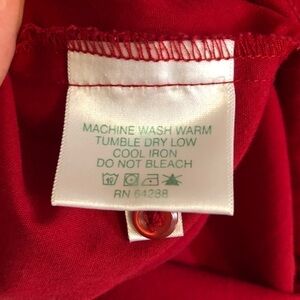 MACHINE WASH WARM
TUMBLE DRY LOW
COOL IRON
DO NOT BLEACH
RN 64288